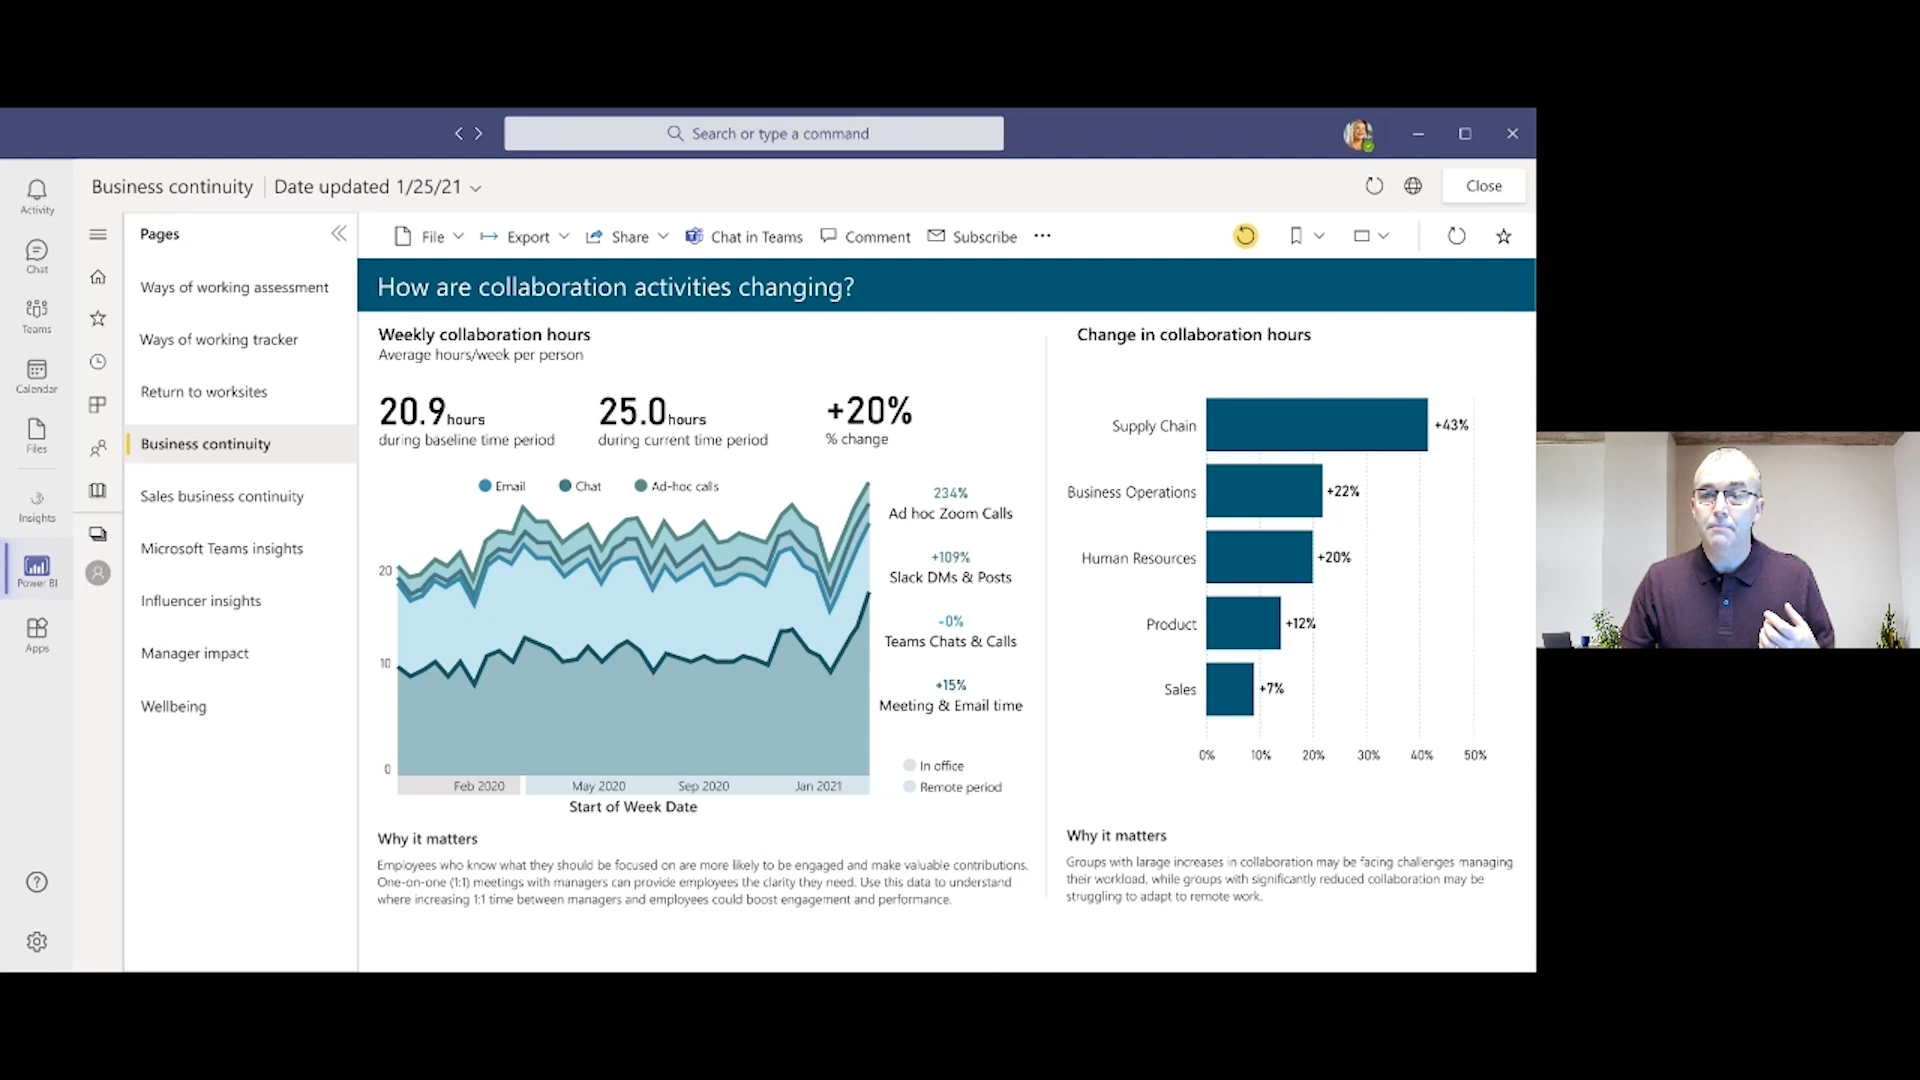 Search or type a command
Business continuity
Date updated 1/25/21
Close
Activity
Chat
Teams
Calendar
Files
Insights
Power BI
Apps
Pages
Ways of working assessment
Ways of working tracker
Return to worksites
Business continuity
Sales business continuity
Microsoft Teams insights
Influencer insights
Manager impact
Wellbeing
File
Export
Share
Chat in Teams
Comment
Subscribe
How are collaboration activities changing?
Weekly collaboration hours
Average hours/week per person
20.9 hours
during baseline time period
25.0 hours
during current time period
+20%
% change
Email
Chat
Ad-hoc calls
20
10
0
Feb 2020
May 2020
Sep 2020
Jan 2021
Start of Week Date
234%
Ad hoc Zoom Calls
+109%
Slack DMs & Posts
-0%
Teams Chats & Calls
+15%
Meeting & Email time
In office
Remote period
Why it matters
Employees who know what they should be focused on are more likely to be engaged and make valuable contributions.
One-on-one (1:1) meetings with managers can provide employees the clarity they need. Use this data to understand
where increasing 1:1 time between managers and employees could boost engagement and performance.
Change in collaboration hours
Supply Chain
+43%
Business Operations
+22%
Human Resources
+20%
Product
+12%
Sales
+7%
0%
10%
20%
30%
40%
50%
Why it matters
Groups with larage increases in collaboration may be facing challenges managing
their workload, while groups with significantly reduced collaboration may be
struggling to adapt to remote work.